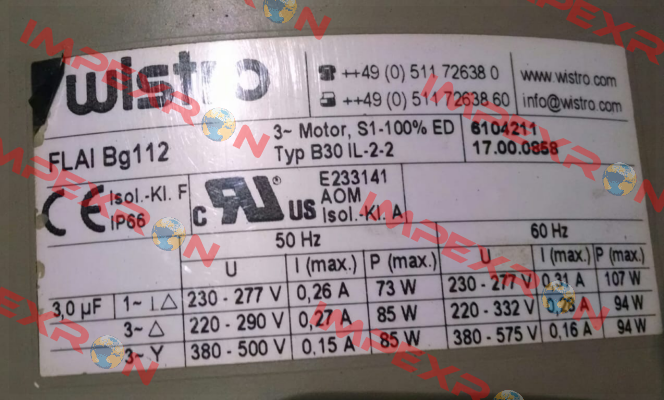 wistro
++49 (0) 511 72638 0
www.wistro.com
++49 (0) 511 72638 60
info@wistro.com
FLAI Bg112
3~ Motor, S1-100% ED
6104211
Typ B30 IL-2-2
17.00.0858
CE Isol.-Kl. F
IP66
c RU US
E233141
AOM
Isol.-Kl. A
50 Hz
60 Hz
U I (max.) P (max.) U I (max.) P (max.)
3,0 µF 1~ ⊥ △ 230 - 277 V 0,26 A 73 W 230 - 277 V 0,31 A 107 W
3~ △ 220 - 290 V 0,27 A 85 W 220 - 332 V 0,28 A 94 W
3~ Y 380 - 500 V 0,15 A 85 W 380 - 575 V 0,16 A 94 W
IMPEXRON